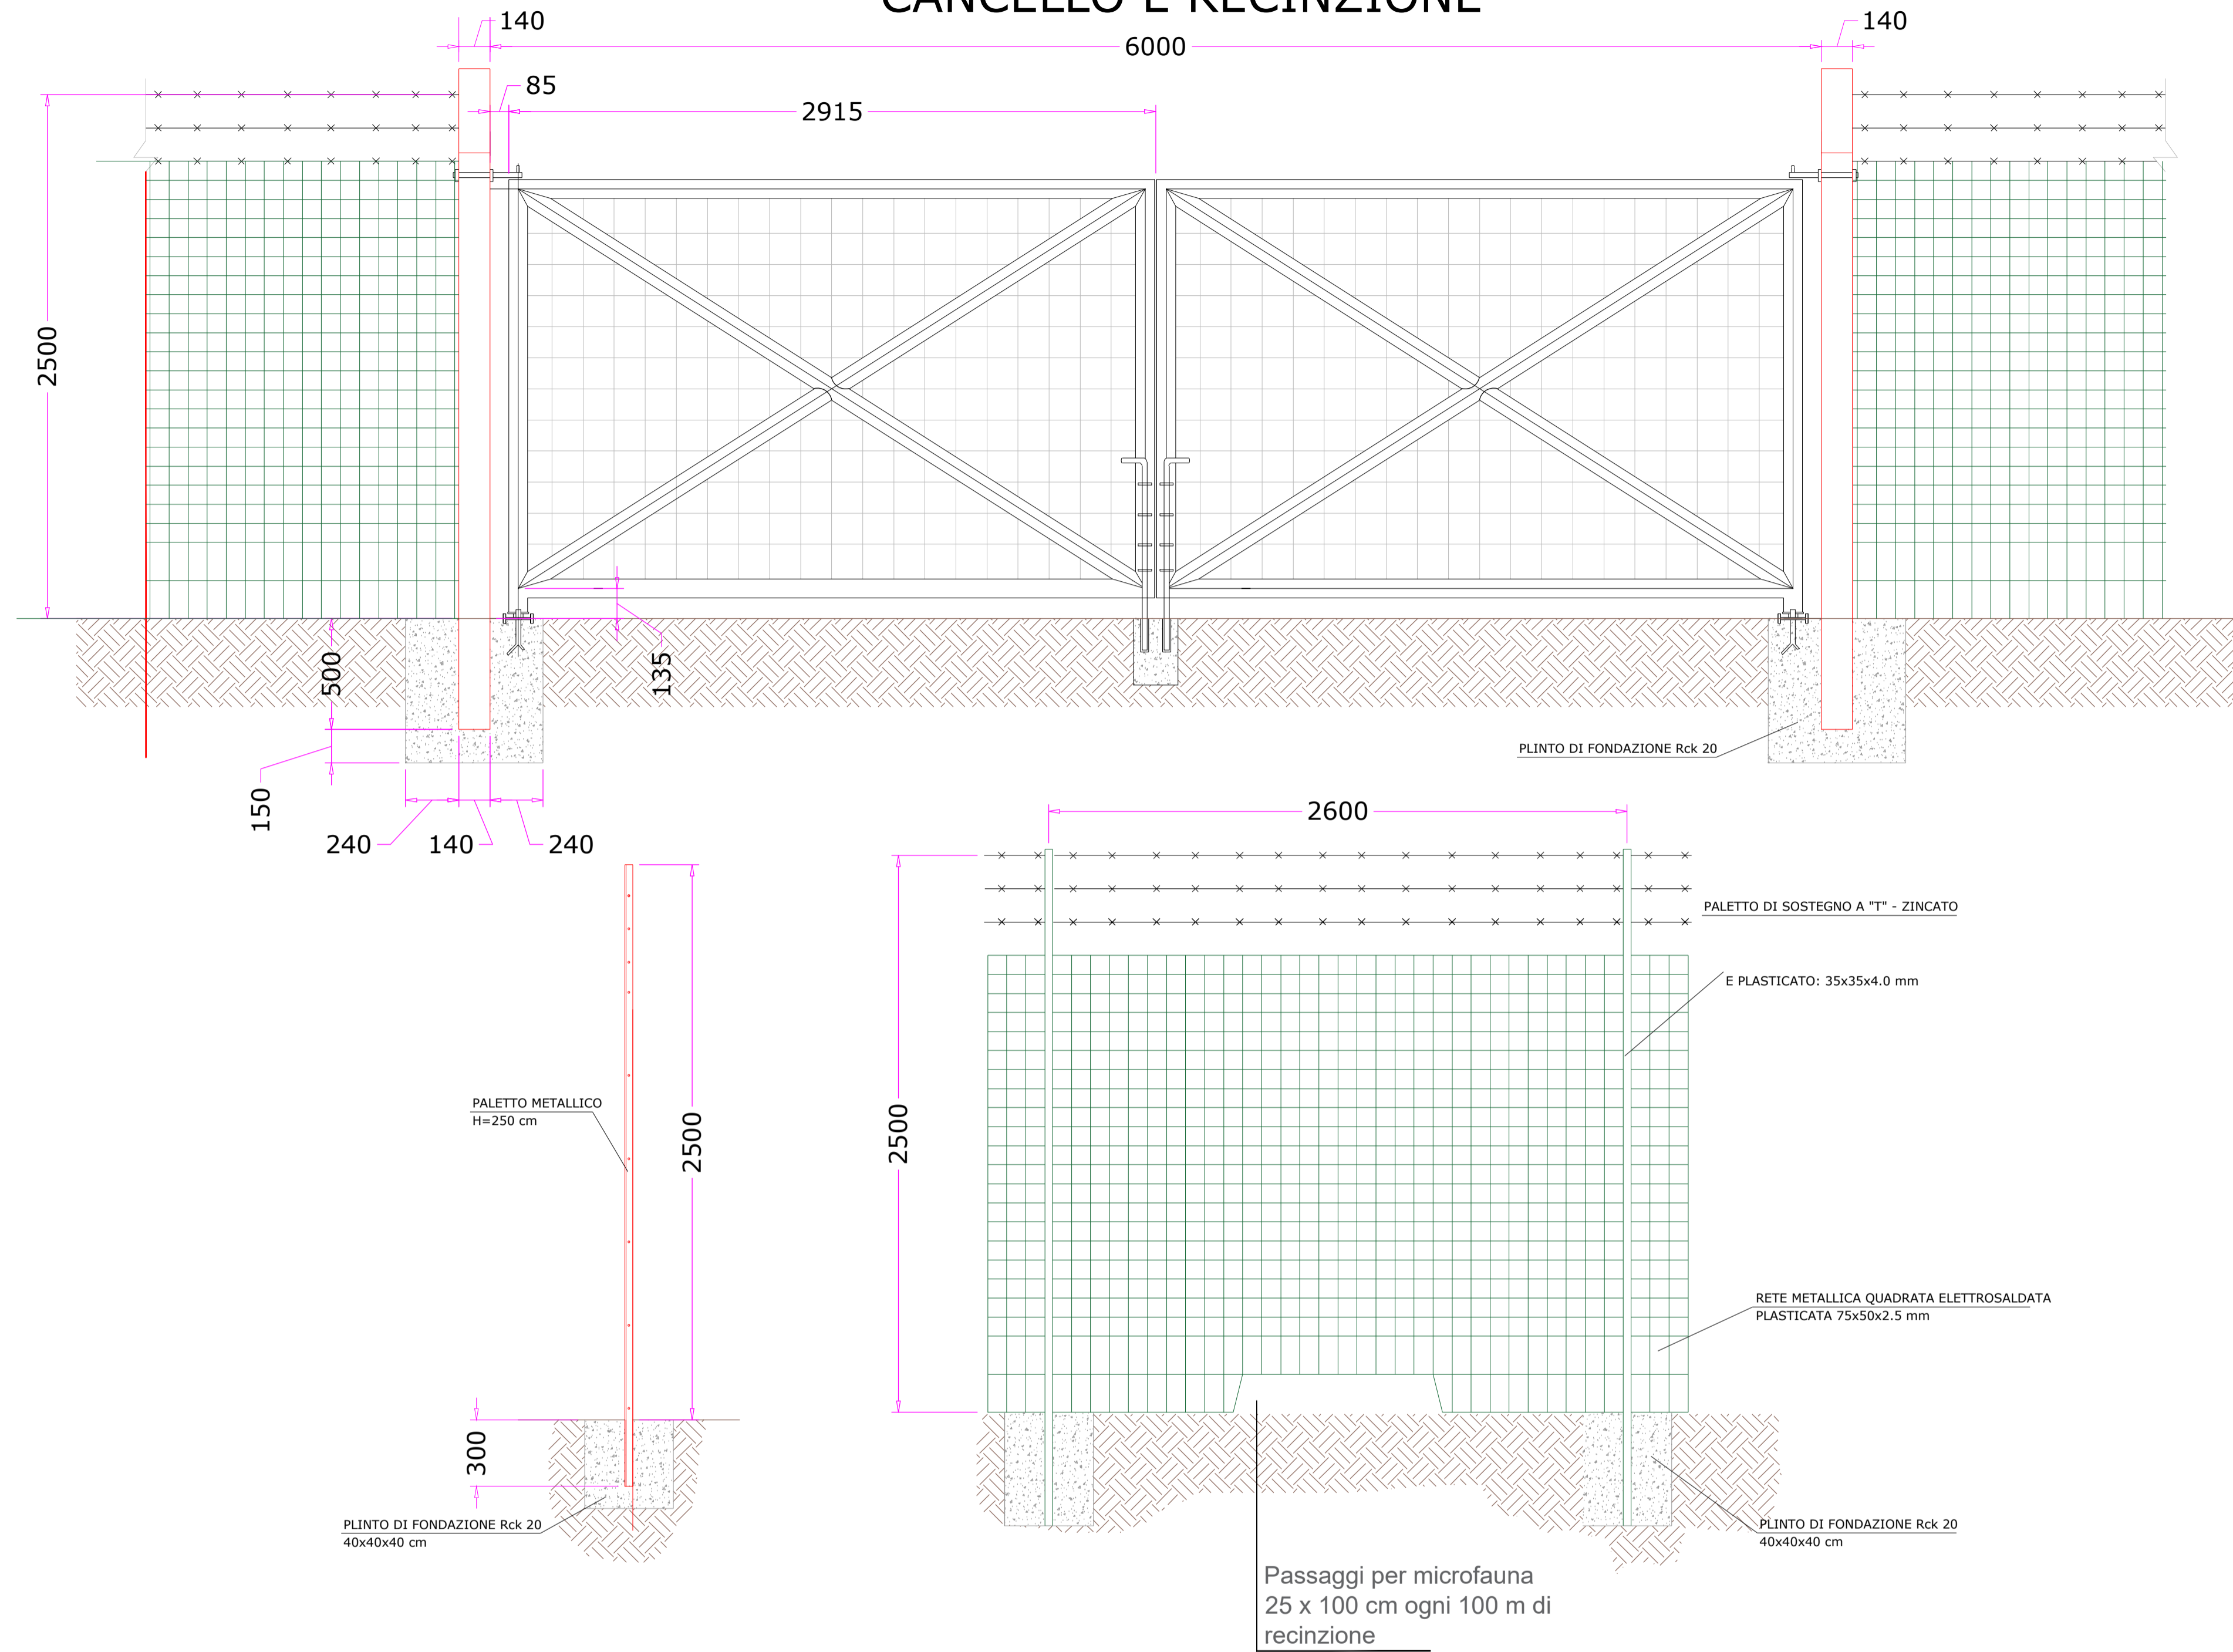 CANCELLO E RECINZIONE
140
140
6000
85
2915
2500
500
135
150
PLINTO DI FONDAZIONE Rck 20
240
140
240
2600
PALETTO DI SOSTEGNO A "T" - ZINCATO
E PLASTICATO: 35x35x4.0 mm
PALETTO METALLICO
H=250 cm
2500
2500
RETE METALLICA QUADRATA ELETTROSALDATA
PLASTICATA 75x50x2.5 mm
300
PLINTO DI FONDAZIONE Rck 20
40x40x40 cm
PLINTO DI FONDAZIONE Rck 20
40x40x40 cm
Passaggi per microfauna
25 x 100 cm ogni 100 m di
recinzione